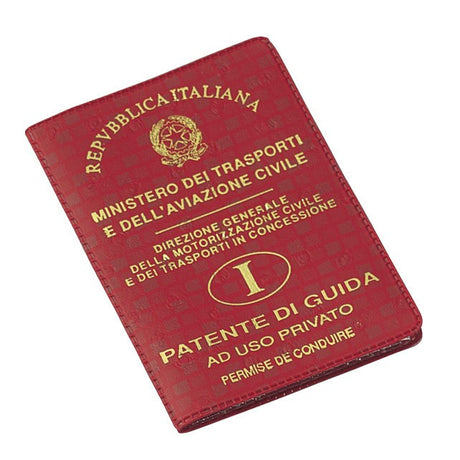 REPVBBLICA ITALIANA
MINISTERO DEI TRASPORTI
E DELL'AVIAZIONE CIVILE
DIREZIONE GENERALE
DELLA MOTORIZZAZIONE CIVILE
E DEI TRASPORTI IN CONCESSIONE
I
PATENTE DI GUIDA
AD USO PRIVATO
PERMISE DE CONDUIRE